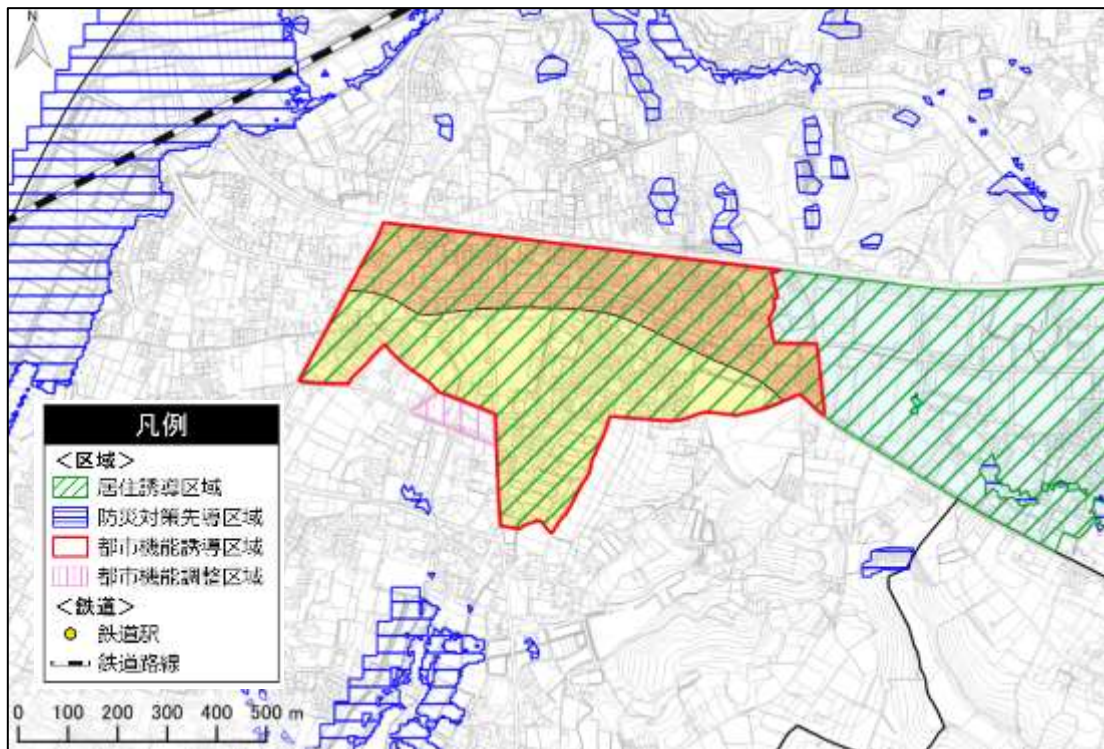 N
凡例
＜区域＞
居住誘導区域
防災対策先導区域
都市機能誘導区域
都市機能調整区域
＜鉄道＞
鉄道駅
鉄道路線
0 100 200 300 400 500 m